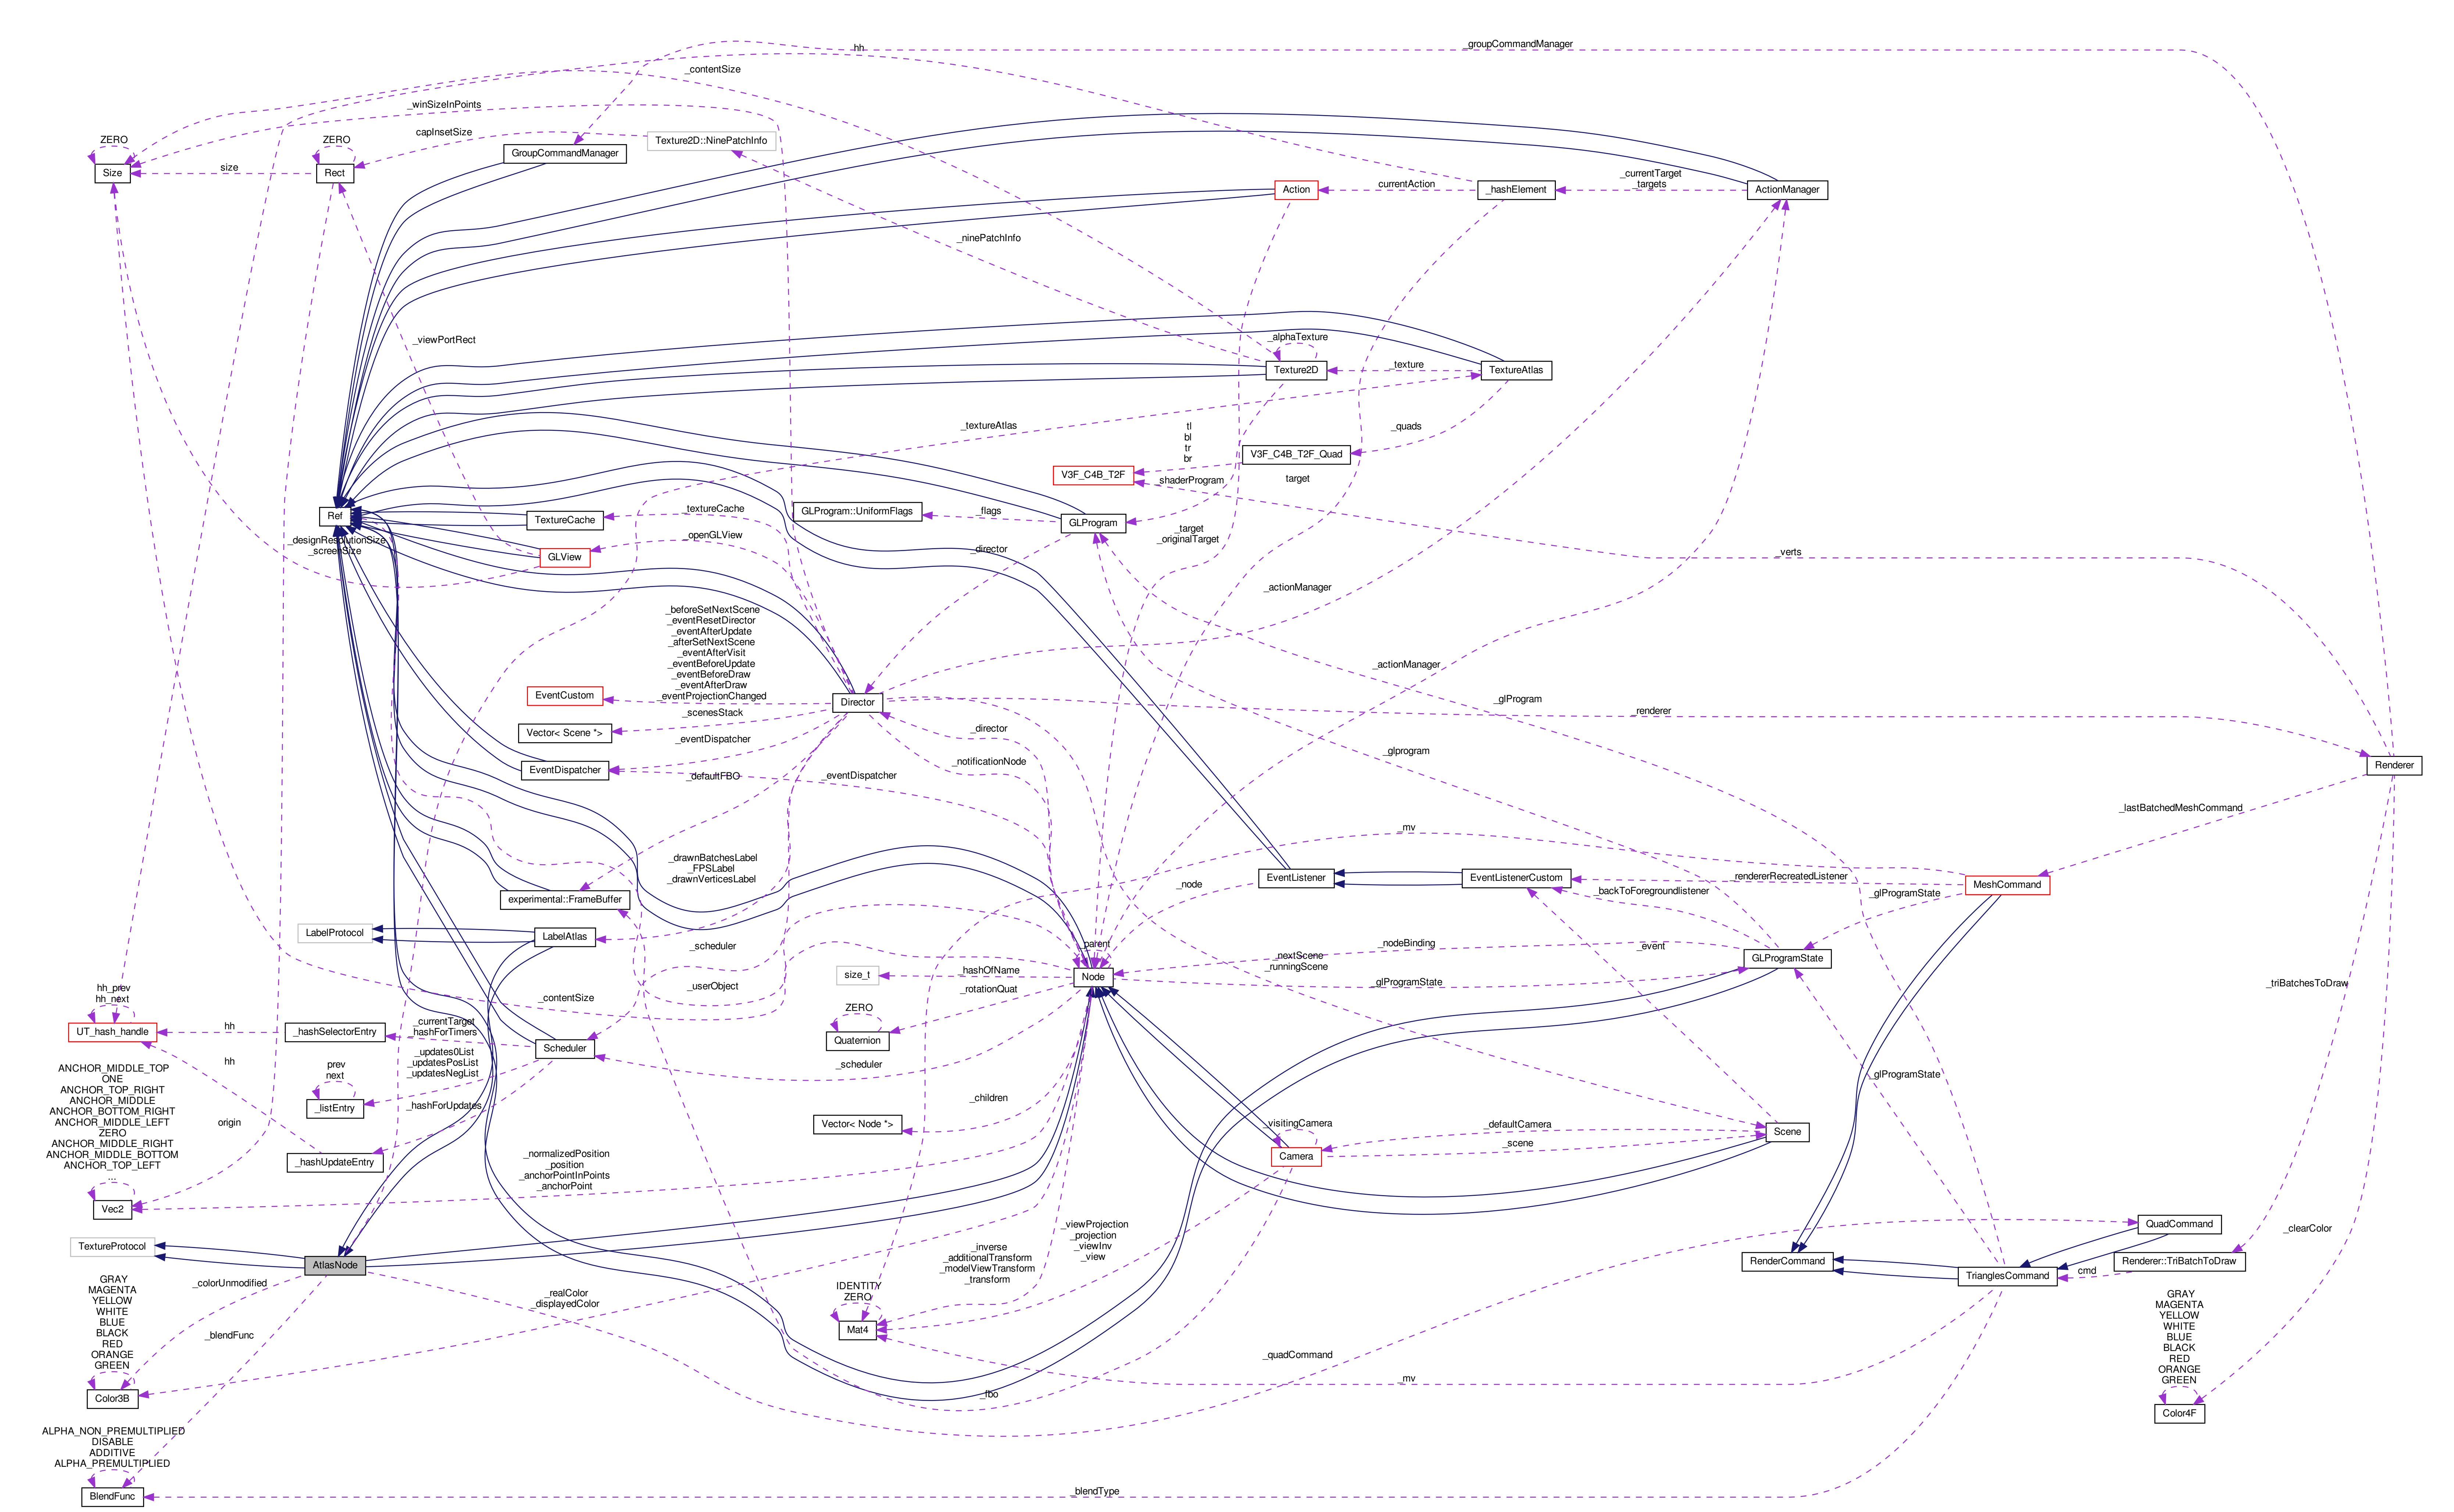 hh
_groupCommandManager
_contentSize
_winSizeInPoints
ZERO
ZERO
capInsetSize
Texture2D::NinePatchInfo
GroupCommandManager
size
Size
Rect
Action
currentAction
_hashElement
_currentTarget
_targets
ActionManager
_ninePatchInfo
_viewPortRect
_alphaTexture
Texture2D
_texture
TextureAtlas
_textureAtlas
tl
bl
tr
br
_quads
V3F_C4B_T2F_Quad
V3F_C4B_T2F
_shaderProgram
target
Ref
TextureCache
_textureCache
GLProgram::UniformFlags
_flags
GLProgram
_target
_originalTarget
_designResolutionSize
_screenSize
GLView
_openGLView
_director
_verts
_actionManager
_beforeSetNextScene
_eventResetDirector
_eventAfterUpdate
_afterSetNextScene
_eventAfterVisit
_eventBeforeUpdate
_eventBeforeDraw
_eventAfterDraw
_eventProjectionChanged
EventCustom
Director
_actionManager
_glProgram
_renderer
_scenesStack
Vector< Scene *>
_director
_eventDispatcher
EventDispatcher
_defaultFBO
_eventDispatcher
_notificationNode
_glprogram
Renderer
_lastBatchedMeshCommand
_mv
_drawnBatchesLabel
_FPSLabel
_drawnVerticesLabel
experimental::FrameBuffer
_node
EventListener
EventListenerCustom
_rendererRecreatedListener
_backToForegroundlistener
MeshCommand
_glProgramState
LabelProtocol
LabelAtlas
_scheduler
_parent
_nodeBinding
_event
_nextScene
_runningScene
GLProgramState
size_t
_hashOfName
Node
_glProgramState
_userObject
_rotationQuat
_triBatchesToDraw
_contentSize
hh_prev
hh_next
UT_hash_handle
hh
_hashSelectorEntry
_currentTarget
_hashForTimers
Scheduler
ZERO
Quaternion
_scheduler
_updates0List
_updatesPosList
_updatesNegList
hh
prev
next
_listEntry
_hashForUpdates
_glProgramState
ANCHOR_MIDDLE_TOP
ONE
ANCHOR_TOP_RIGHT
ANCHOR_MIDDLE
ANCHOR_BOTTOM_RIGHT
ANCHOR_MIDDLE_LEFT
ZERO
ANCHOR_MIDDLE_RIGHT
ANCHOR_MIDDLE_BOTTOM
ANCHOR_TOP_LEFT
...
origin
_children
Vector< Node *>
_visitingCamera
_defaultCamera
_scene
Scene
Camera
_hashUpdateEntry
_normalizedPosition
_position
_anchorPointInPoints
_anchorPoint
Vec2
_viewProjection
_projection
_viewInv
_view
QuadCommand
_clearColor
TextureProtocol
AtlasNode
_inverse
_additionalTransform
_modelViewTransform
_transform
RenderCommand
TrianglesCommand
cmd
Renderer::TriBatchToDraw
GRAY
MAGENTA
YELLOW
WHITE
BLUE
BLACK
RED
ORANGE
GREEN
_colorUnmodified
_realColor
_displayedColor
IDENTITY
ZERO
Mat4
GRAY
MAGENTA
YELLOW
WHITE
BLUE
BLACK
RED
ORANGE
GREEN
_blendFunc
_quadCommand
_mv
_fbo
Color3B
Color4F
ALPHA_NON_PREMULTIPLIED
DISABLE
ADDITIVE
ALPHA_PREMULTIPLIED
BlendFunc
_blendType